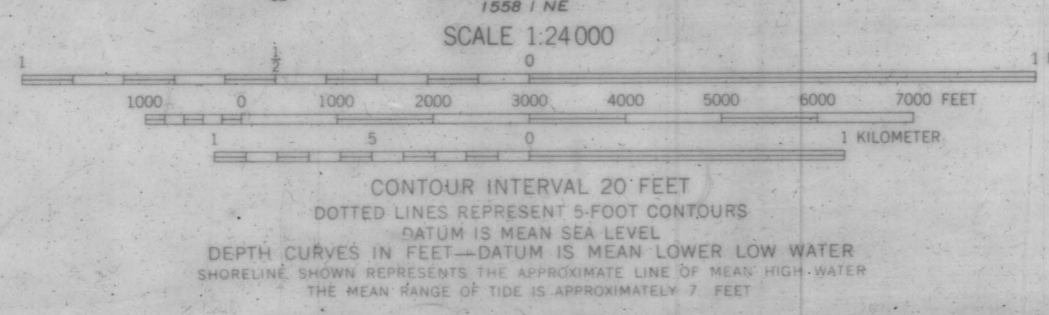 1558 I NE
SCALE 1:24 000
1 ½ 0 1
1000 0 1000 2000 3000 4000 5000 6000 7000 FEET
1 5 0 1 KILOMETER
CONTOUR INTERVAL 20 FEET
DOTTED LINES REPRESENT 5-FOOT CONTOURS
DATUM IS MEAN SEA LEVEL
DEPTH CURVES IN FEET—DATUM IS MEAN LOWER LOW WATER
SHORELINE SHOWN REPRESENTS THE APPROXIMATE LINE OF MEAN HIGH WATER
THE MEAN RANGE OF TIDE IS APPROXIMATELY 7 FEET